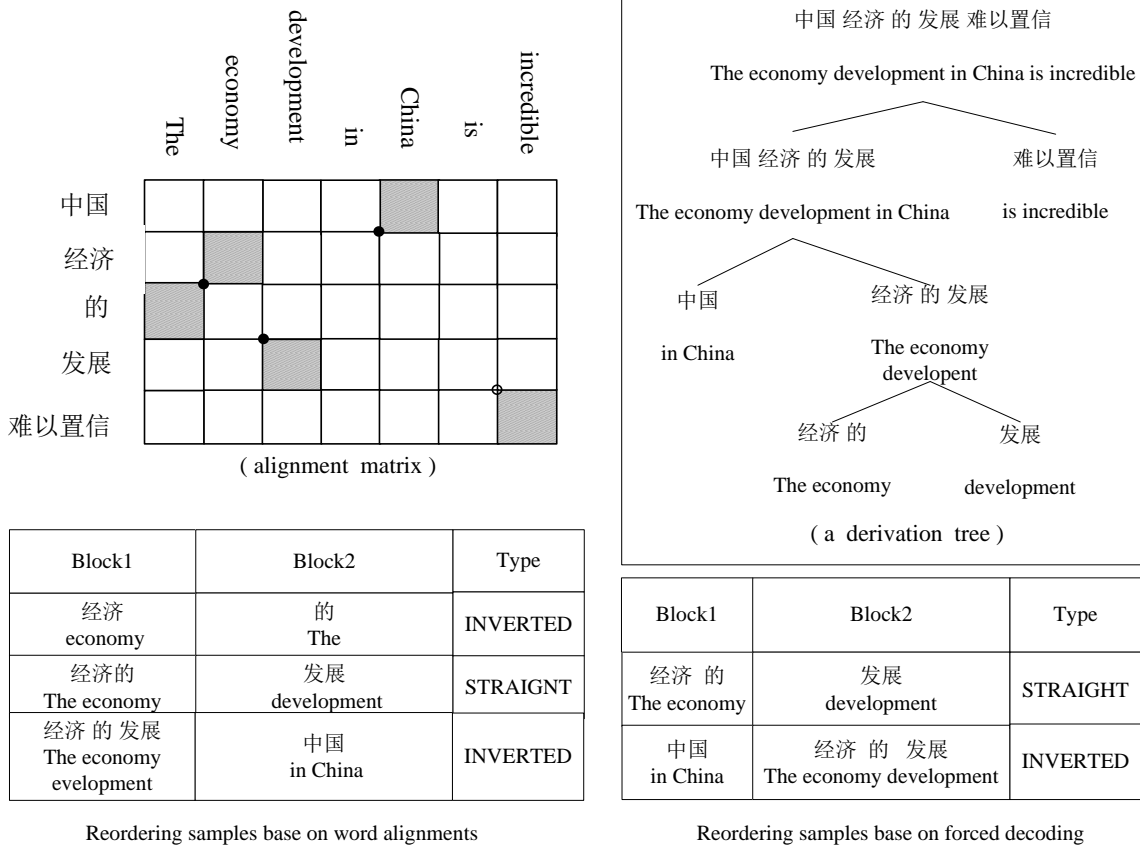 The
economy
development
in
China
is
incredible
中国
经济
的
发展
难以置信
( alignment matrix )
中国 经济 的 发展 难以置信
The economy development in China is incredible
中国 经济 的 发展
难以置信
The economy development in China
is incredible
中国
经济 的 发展
in China
The economy
developent
经济 的
发展
The economy
development
( a derivation tree )
Block1
Block2
Type
经济
economy
的
The
INVERTED
经济的
The economy
发展
development
STRAIGNT
经济 的 发展
The economy
evelopment
中国
in China
INVERTED
Reordering samples base on word alignments
Block1
Block2
Type
经济 的
The economy
发展
development
STRAIGHT
中国
in China
经济 的 发展
The economy development
INVERTED
Reordering samples base on forced decoding